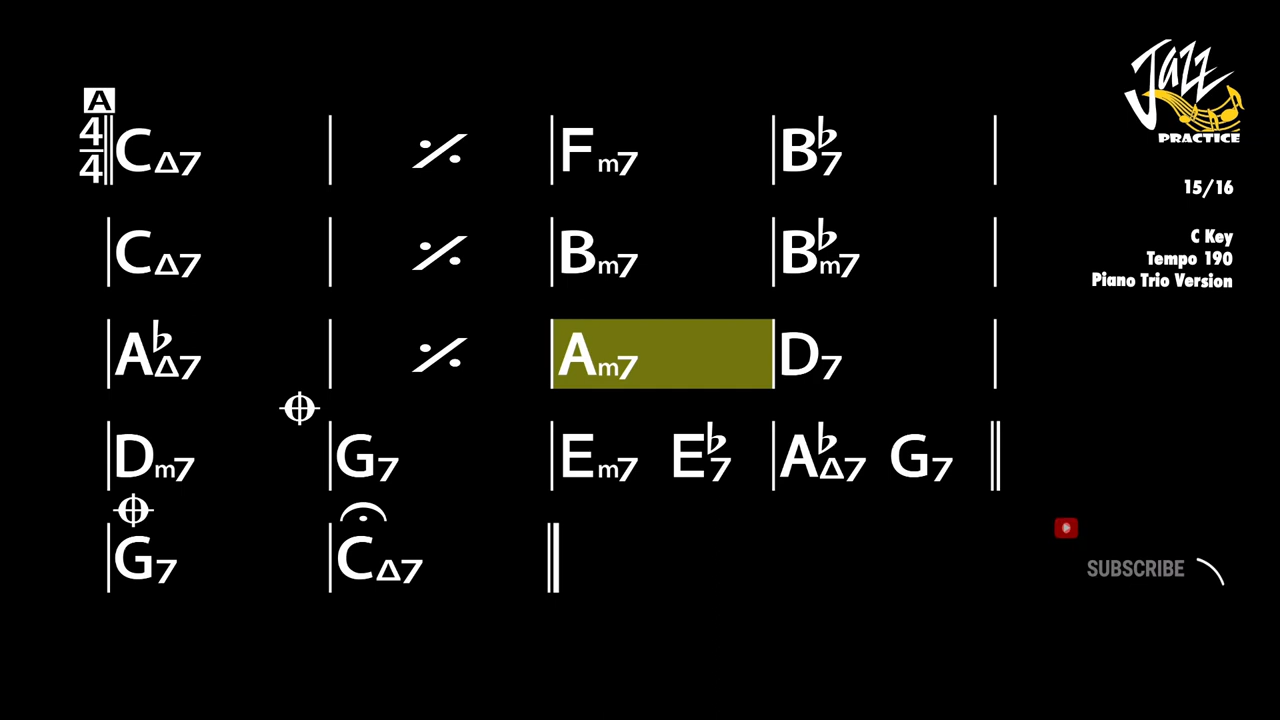 A
4/4 CΔ7 | 𝄎 | Fm7 | B♭7 |
CΔ7 | 𝄎 | Bm7 | B♭m7 |
A♭Δ7 | 𝄎 | Am7 | D7 |
Dm7 | G7 | Em7 E♭7 | A♭Δ7 G7
G7 | CΔ7
Jazz
PRACTICE
15/16
C Key
Tempo 190
Piano Trio Version
SUBSCRIBE